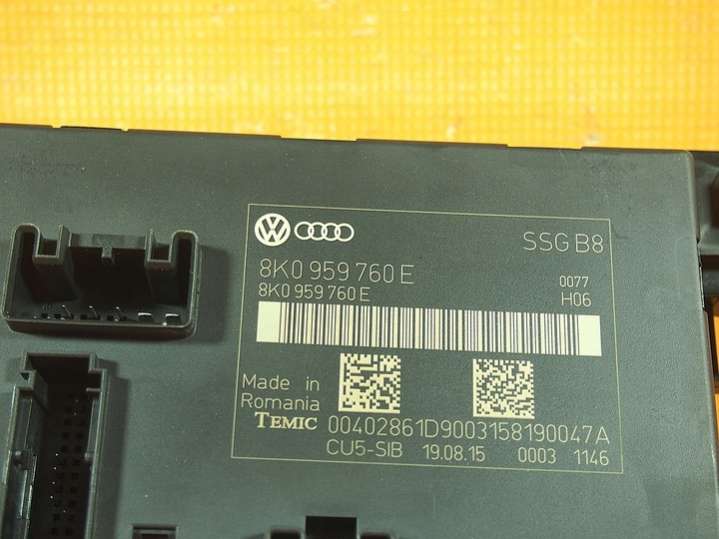 SSG B8
8K0 959 760 E
0077
8K0 959 760 E
H06
Made in
Romania
TEMIC 00402861D9003158190047A
CU5-SIB 19.08.15 0003 1146